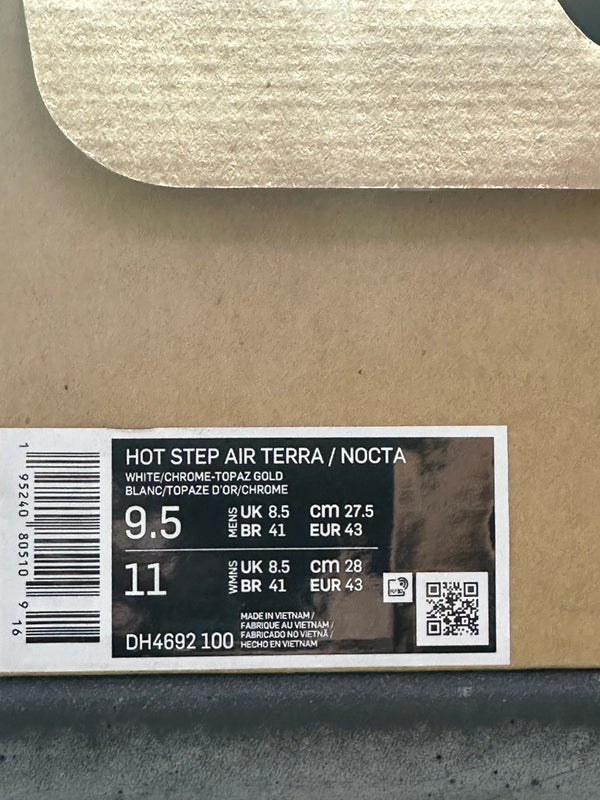 HOT STEP AIR TERRA / NOCTA
WHITE/CHROME-TOPAZ GOLD
BLANC/TOPAZE D'OR/CHROME
9.5
MENS
UK 8.5 cm 27.5
BR 41 EUR 43
11
WMNS
UK 8.5 cm 28
BR 41 EUR 43
DH4692 100
MADE IN VIETNAM /
FABRIQUE AU VIETNAM /
FABRICADO NO VIETNÃ /
HECHO EN VIETNAM
1 95240 80510 9 16